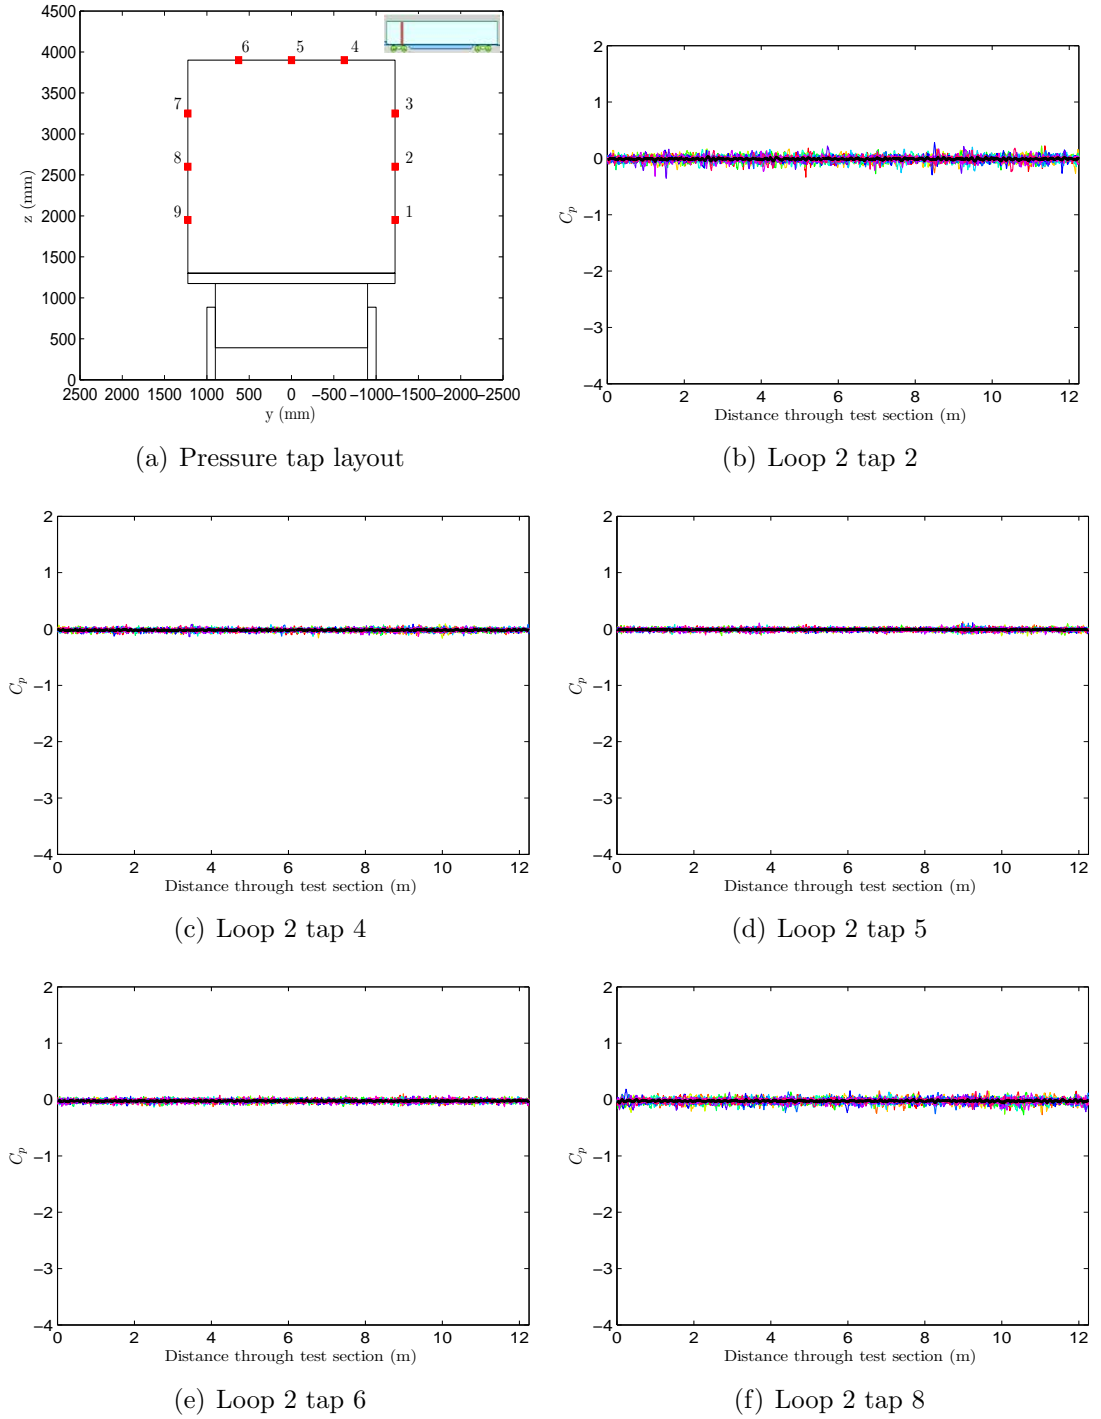 4500
4000
3500
3000
2500
2000
1500
1000
500
0
z (mm)
6 5 4
7 3
8 2
9 1
2500 2000 1500 1000 500 0 −500 −1000 −1500 −2000 −2500
y (mm)
(a) Pressure tap layout
2
1
0
−1
−2
−3
−4
Cp
0 2 4 6 8 10 12
Distance through test section (m)
(b) Loop 2 tap 2
2
1
0
−1
−2
−3
−4
Cp
0 2 4 6 8 10 12
Distance through test section (m)
(c) Loop 2 tap 4
2
1
0
−1
−2
−3
−4
Cp
0 2 4 6 8 10 12
Distance through test section (m)
(d) Loop 2 tap 5
2
1
0
−1
−2
−3
−4
Cp
0 2 4 6 8 10 12
Distance through test section (m)
(e) Loop 2 tap 6
2
1
0
−1
−2
−3
−4
Cp
0 2 4 6 8 10 12
Distance through test section (m)
(f) Loop 2 tap 8